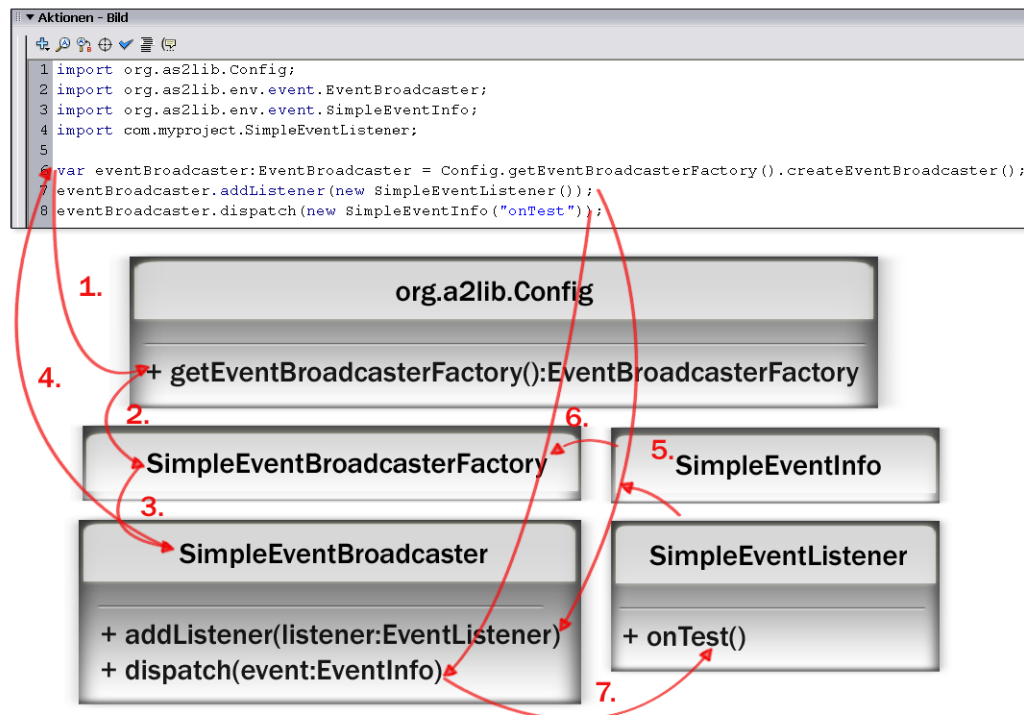 Aktionen - Bild
1 import org.as2lib.Config;
2 import org.as2lib.env.event.EventBroadcaster;
3 import org.as2lib.env.event.SimpleEventInfo;
4 import com.myproject.SimpleEventListener;
5
6 var eventBroadcaster:EventBroadcaster = Config.getEventBroadcasterFactory().createEventBroadcaster();
7 eventBroadcaster.addListener(new SimpleEventListener());
8 eventBroadcaster.dispatch(new SimpleEventInfo("onTest"));
1.
org.a2lib.Config
+ getEventBroadcasterFactory():EventBroadcasterFactory
4.
2.
6.
SimpleEventBroadcasterFactory
5.
SimpleEventInfo
3.
SimpleEventBroadcaster
SimpleEventListener
+ addListener(listener:EventListener)
+ onTest()
+ dispatch(event:EventInfo)
7.